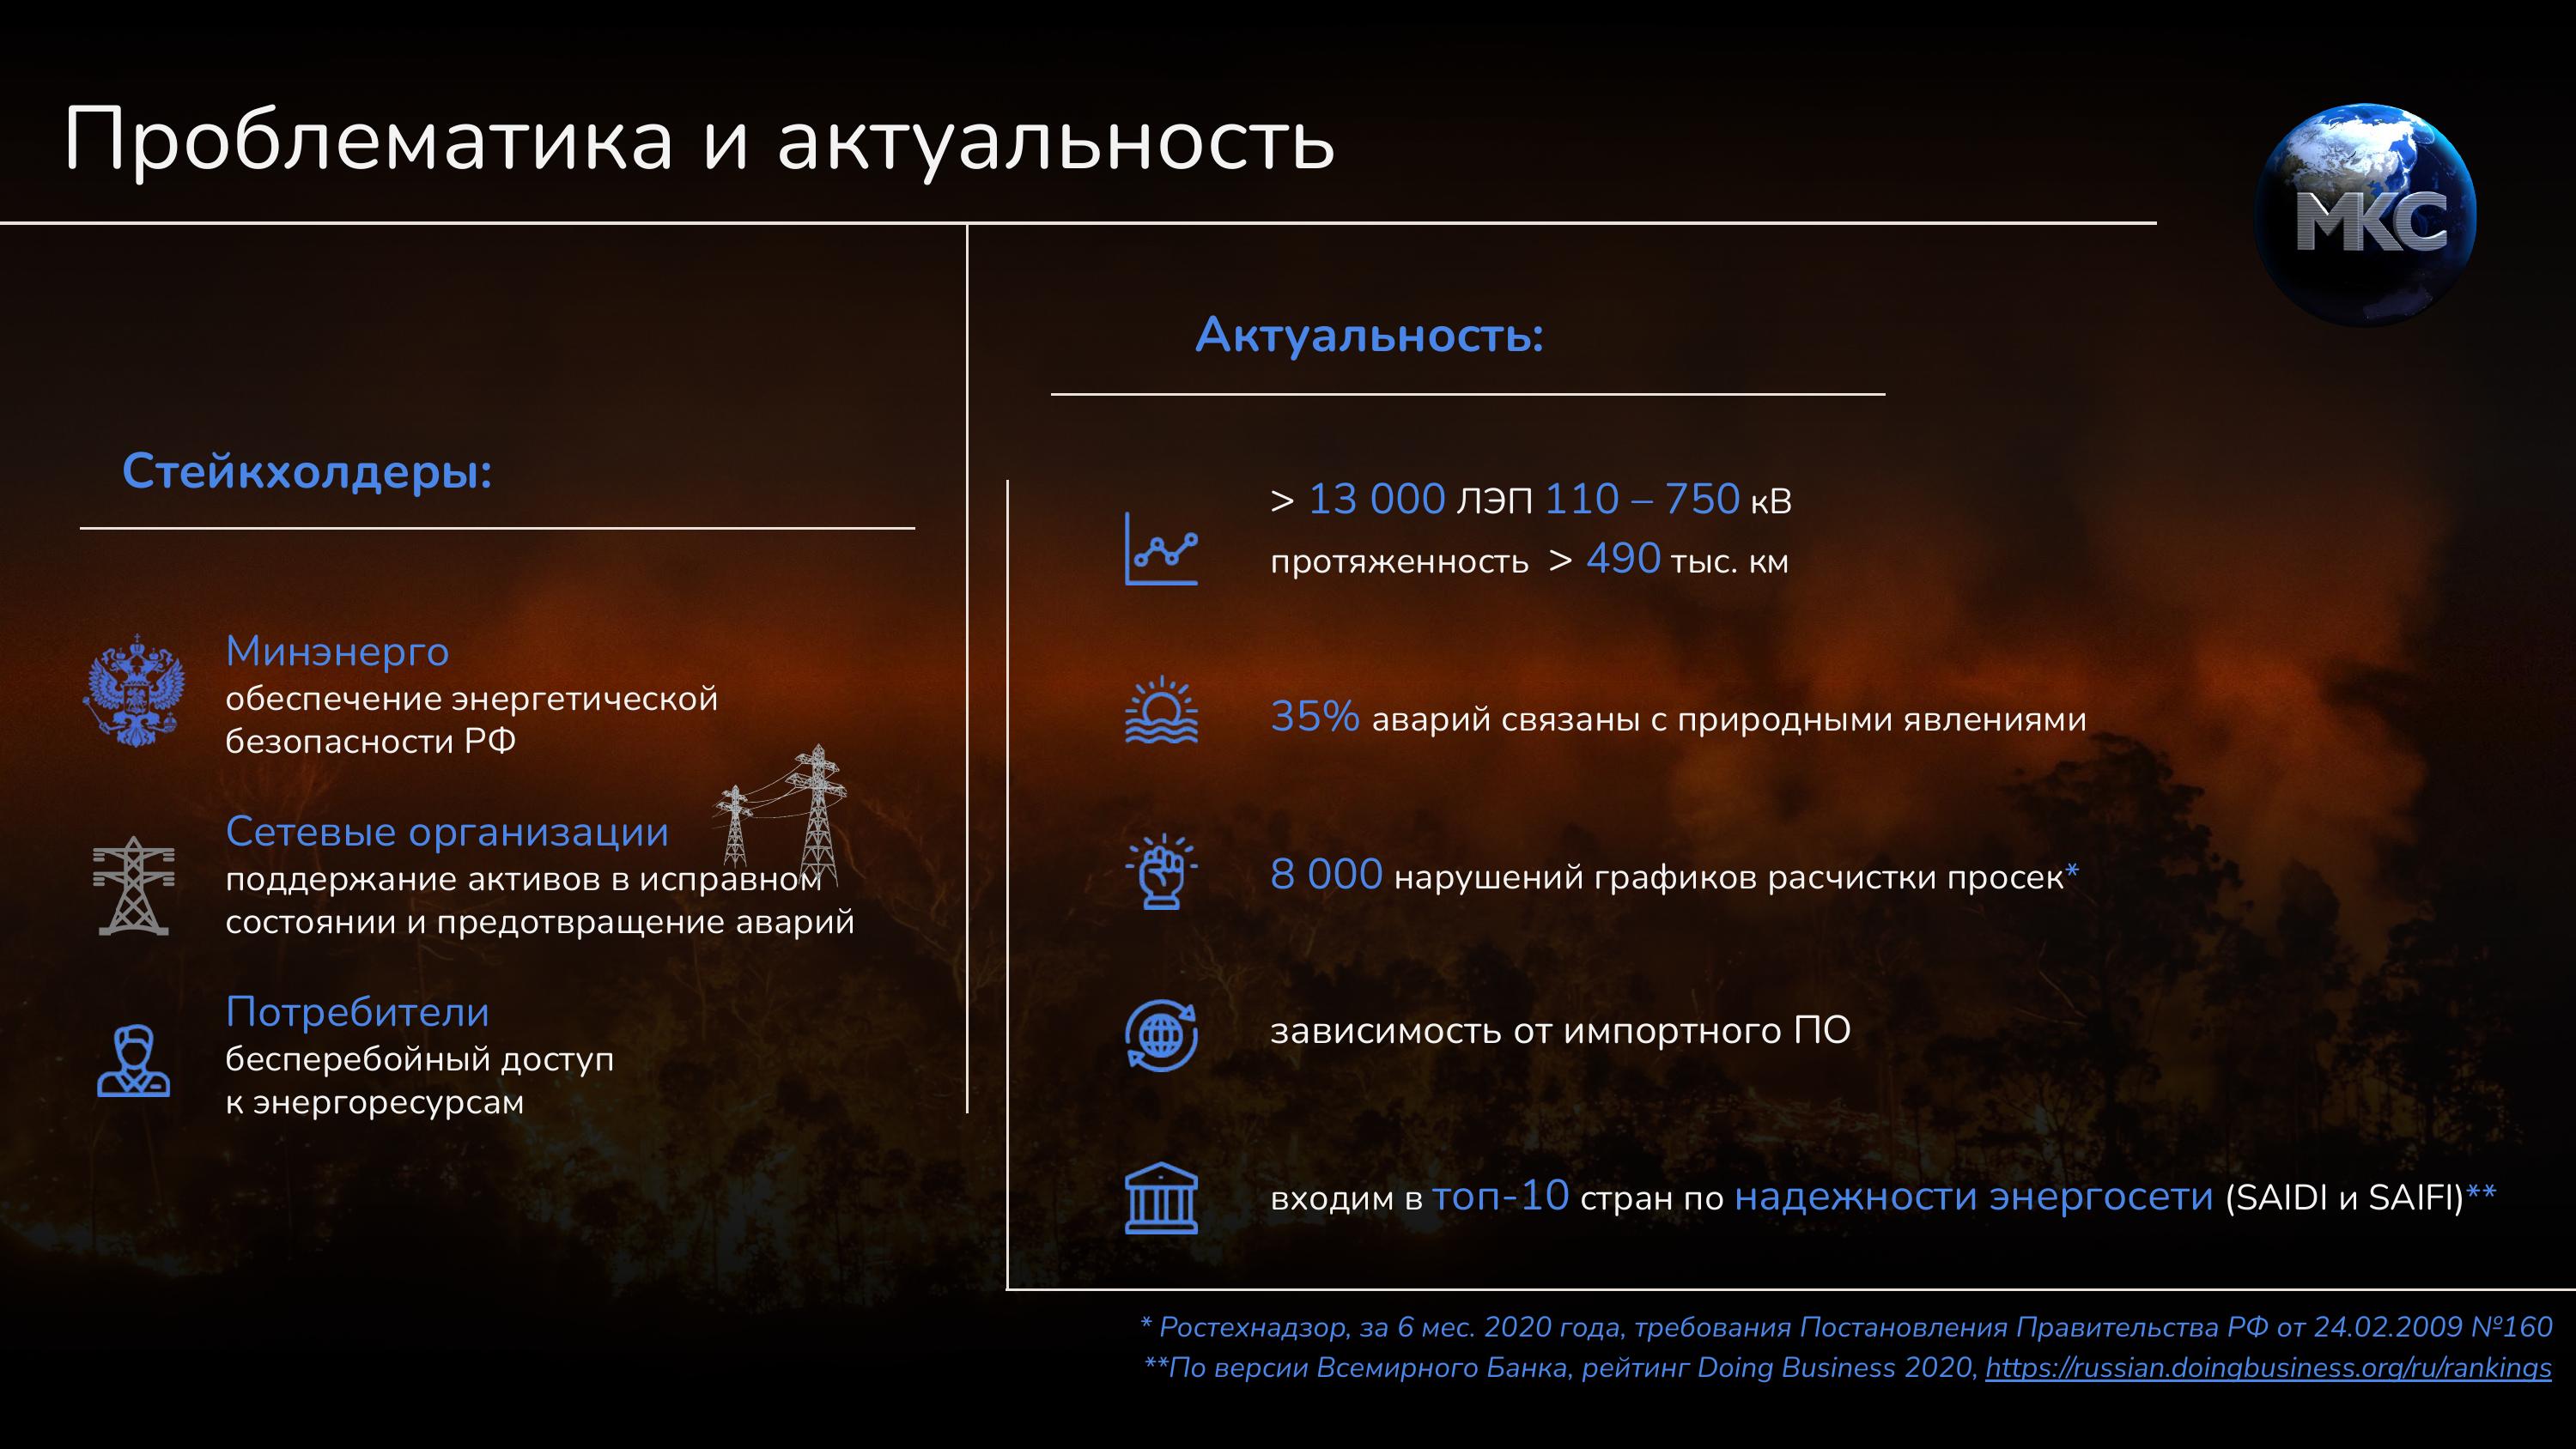 Проблематика и актуальность
МКС
Стейкхолдеры:
Минэнерго
обеспечение энергетической
безопасности РФ
Сетевые организации
поддержание активов в исправном
состоянии и предотвращение аварий
Потребители
бесперебойный доступ
к энергоресурсам
Актуальность:
> 13 000 ЛЭП 110 – 750 кВ
протяженность > 490 тыс. км
35% аварий связаны с природными явлениями
8 000 нарушений графиков расчистки просек*
зависимость от импортного ПО
входим в топ-10 стран по надежности энергосети (SAIDI и SAIFI)**
* Ростехнадзор, за 6 мес. 2020 года, требования Постановления Правительства РФ от 24.02.2009 №160
**По версии Всемирного Банка, рейтинг Doing Business 2020, https://russian.doingbusiness.org/ru/rankings